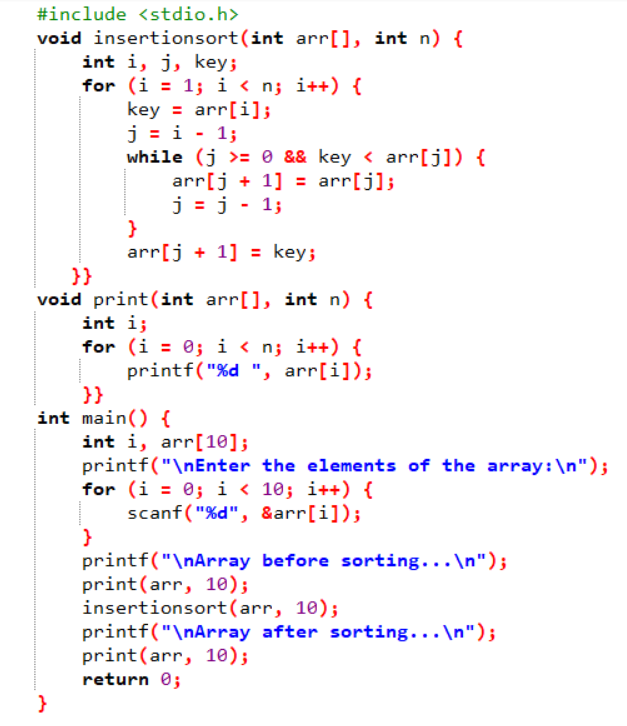 #include <stdio.h>
void insertionsort(int arr[], int n) {
    int i, j, key;
    for (i = 1; i < n; i++) {
        key = arr[i];
        j = i - 1;
        while (j >= 0 && key < arr[j]) {
            arr[j + 1] = arr[j];
            j = j - 1;
        }
        arr[j + 1] = key;
   }}
void print(int arr[], int n) {
    int i;
    for (i = 0; i < n; i++) {
        printf("%d ", arr[i]);
    }}
int main() {
    int i, arr[10];
    printf("\nEnter the elements of the array:\n");
    for (i = 0; i < 10; i++) {
        scanf("%d", &arr[i]);
    }
    printf("\nArray before sorting...\n");
    print(arr, 10);
    insertionsort(arr, 10);
    printf("\nArray after sorting...\n");
    print(arr, 10);
    return 0;
}